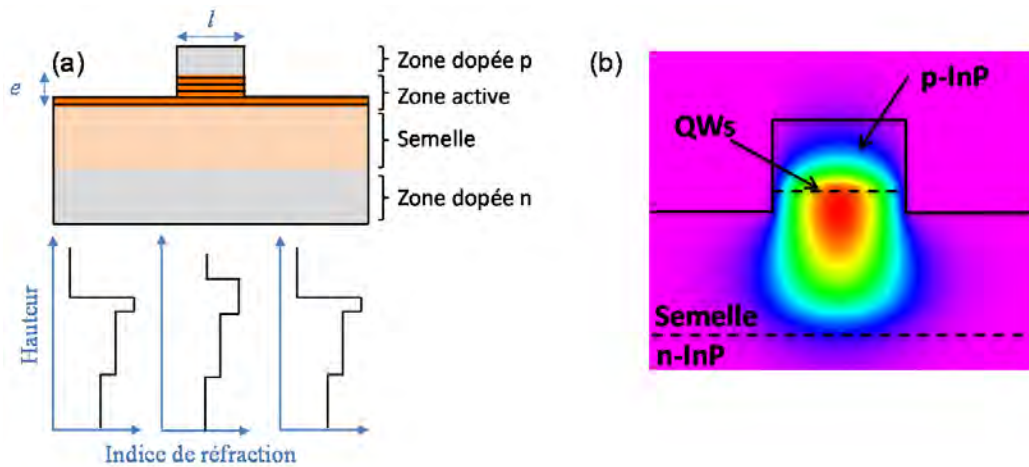 (a)
l
e
Zone dopée p
Zone active
Semelle
Zone dopée n
Hauteur
Indice de réfraction
(b)
p-InP
QWs
Semelle
n-InP